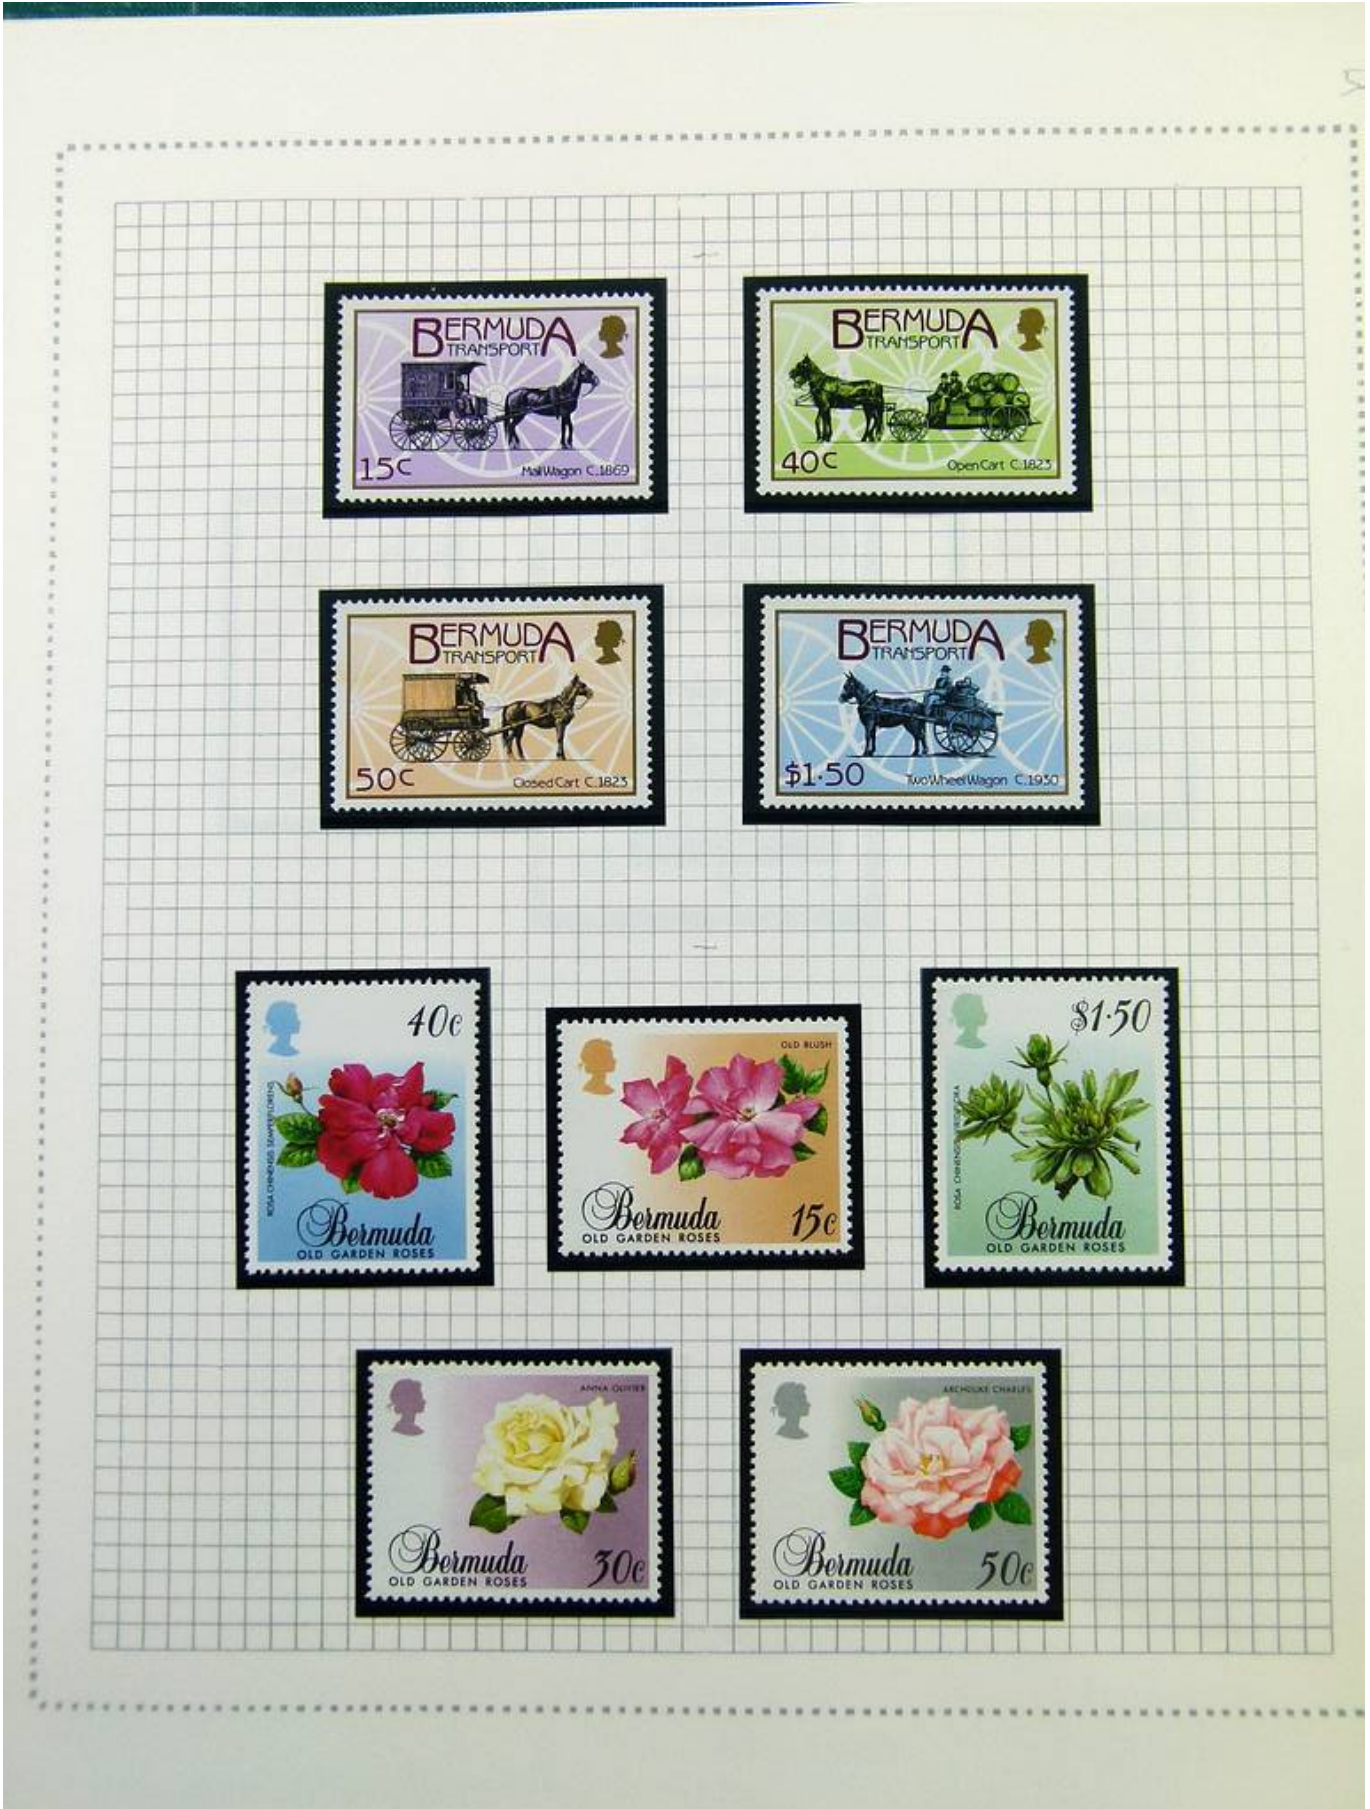 BERMUDA
TRANSPORT
15c
Mail Wagon C.1869
BERMUDA
TRANSPORT
40c
Open Cart C.1823
BERMUDA
TRANSPORT
50c
Closed Cart C.1823
BERMUDA
TRANSPORT
$1·50
Two Wheel Wagon C.1930
40c
ROSA CHINENSIS SEMPERFLORENS
Bermuda
OLD GARDEN ROSES
OLD BLUSH
Bermuda
15c
OLD GARDEN ROSES
$1·50
ROSA CHINENSIS VIRIDIFLORA
Bermuda
OLD GARDEN ROSES
ANNA OLIVIER
Bermuda
30c
OLD GARDEN ROSES
ARCHDUKE CHARLES
Bermuda
50c
OLD GARDEN ROSES